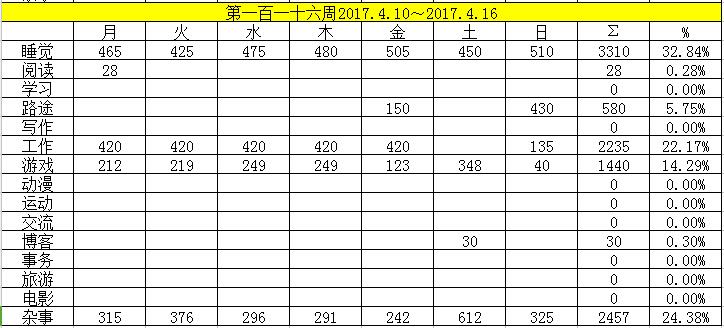 第一百一十六周2017.4.10～2017.4.16
月 火 水 木 金 土 日 Σ %
睡觉 465 425 475 480 505 450 510 3310 32.84%
阅读 28 28 0.28%
学习 0 0.00%
路途 150 430 580 5.75%
写作 0 0.00%
工作 420 420 420 420 420 135 2235 22.17%
游戏 212 219 249 249 123 348 40 1440 14.29%
动漫 0 0.00%
运动 0 0.00%
交流 0 0.00%
博客 30 30 0.30%
事务 0 0.00%
旅游 0 0.00%
电影 0 0.00%
杂事 315 376 296 291 242 612 325 2457 24.38%